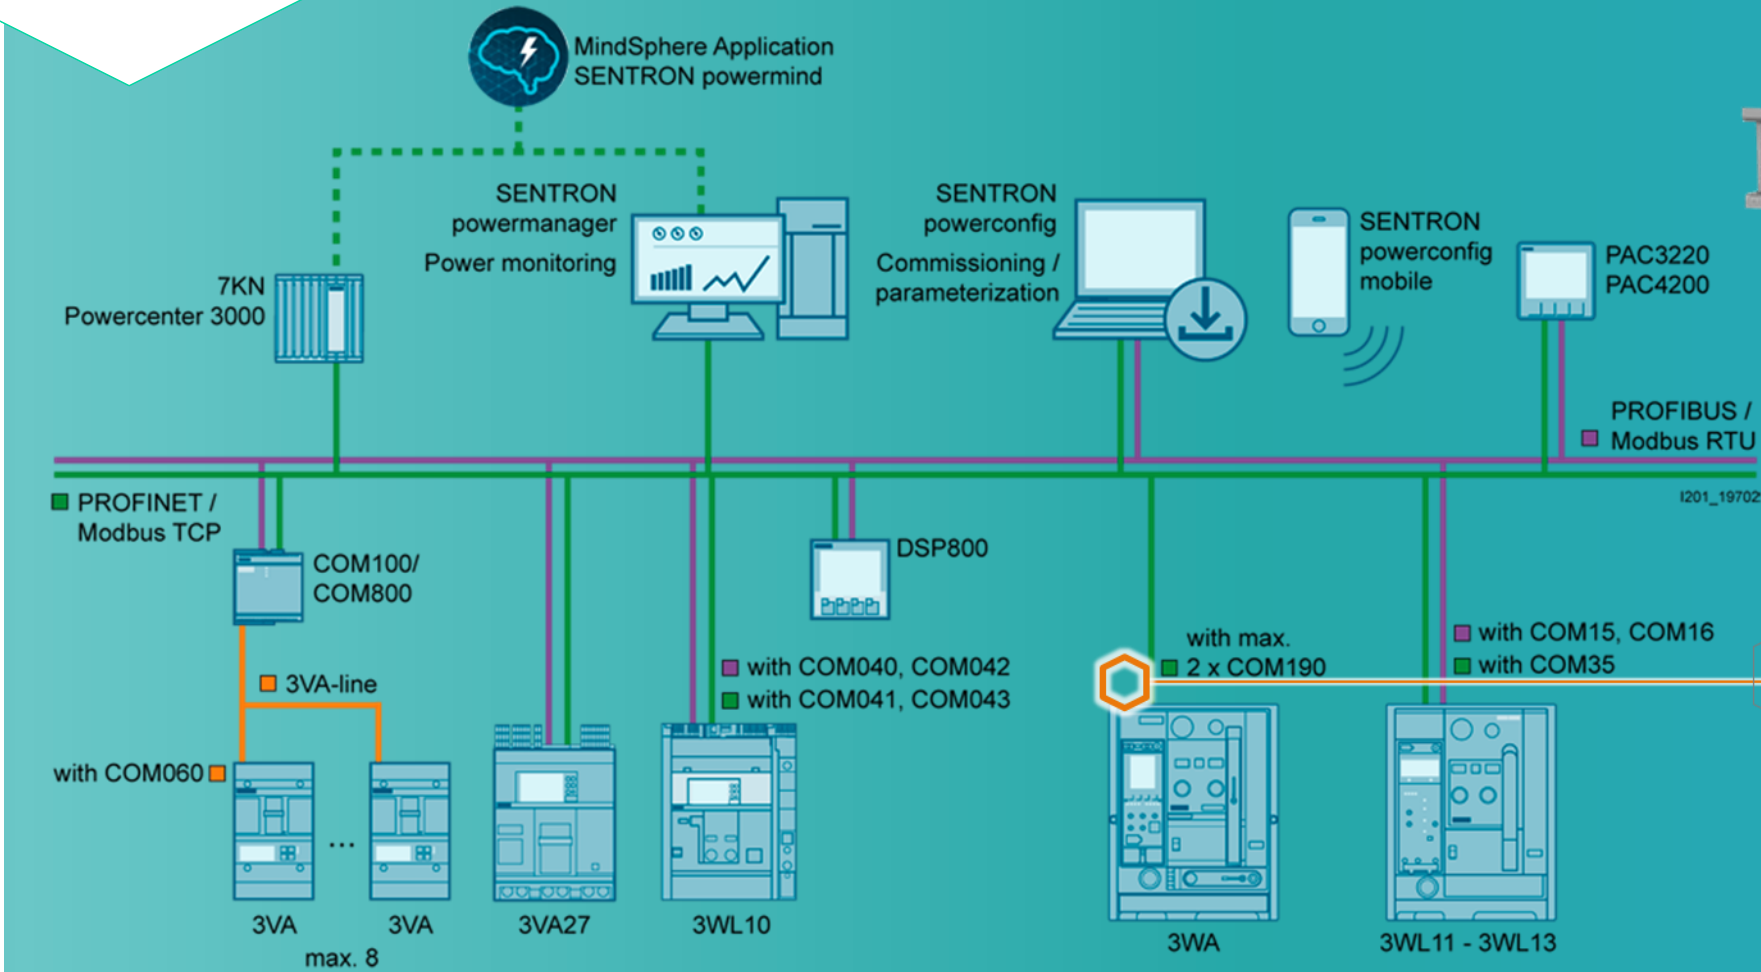 MindSphere Application
SENTRON powermind
SENTRON
powermanager
Power monitoring
SENTRON
powerconfig
Commissioning /
parameterization
SENTRON
powerconfig
mobile
PAC3220
PAC4200
7KN
Powercenter 3000
PROFIBUS /
Modbus RTU
PROFINET /
Modbus TCP
I201_19702
COM100/
COM800
DSP800
3VA-line
with COM040, COM042
with COM041, COM043
with max.
2 x COM190
with COM15, COM16
with COM35
with COM060
...
3VA
3VA
max. 8
3VA27
3WL10
3WA
3WL11 - 3WL13